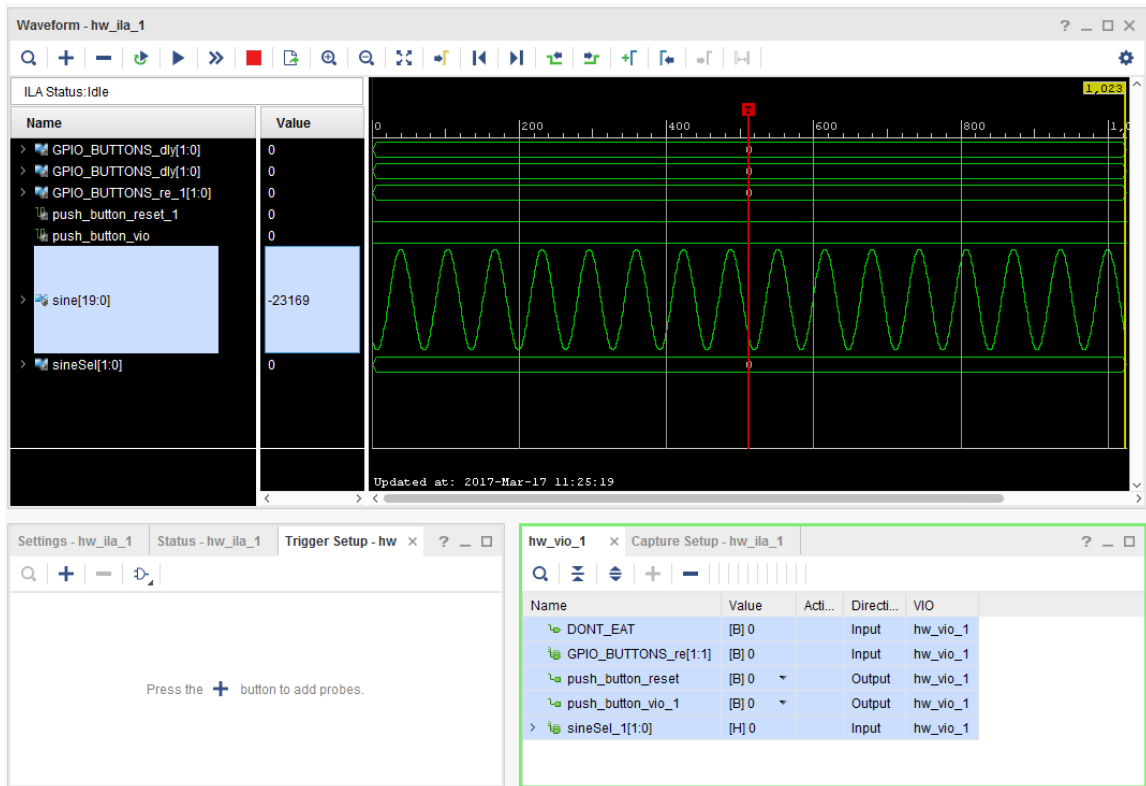 Waveform - hw_ila_1
ILA Status:Idle
1,023
Name Value
0 200 400 600 800 1,0
GPIO_BUTTONS_dly[1:0] 0 0
GPIO_BUTTONS_dly[1:0] 0 0
GPIO_BUTTONS_re_1[1:0] 0 0
push_button_reset_1 0
push_button_vio 0
sine[19:0] -23169
sineSel[1:0] 0 0
Updated at: 2017-Mar-17 11:25:19
Settings - hw_ila_1 Status - hw_ila_1 Trigger Setup - hw
Press the + button to add probes.
hw_vio_1 Capture Setup - hw_ila_1
Name Value Acti... Directi... VIO
DONT_EAT [B] 0 Input hw_vio_1
GPIO_BUTTONS_re[1:1] [B] 0 Input hw_vio_1
push_button_reset [B] 0 Output hw_vio_1
push_button_vio_1 [B] 0 Output hw_vio_1
sineSel_1[1:0] [H] 0 Input hw_vio_1